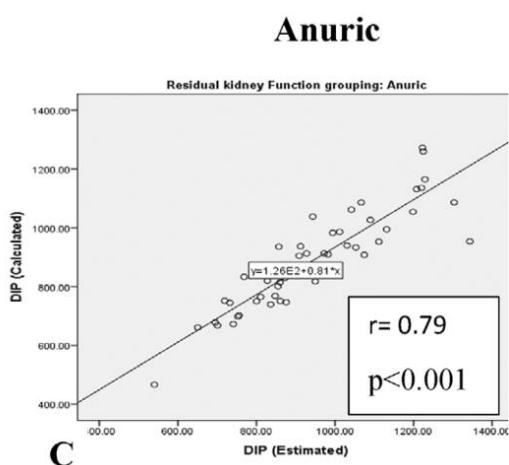 Anuric
Residual kidney Function grouping: Anuric
1400.00
1200.00
1000.00
800.00
600.00
400.00
DIP (Calculated)
y=1.26E2+0.81*x
r= 0.79
p<0.001
00.00 600.00 800.00 1000.00 1200.00 1400.0
DIP (Estimated)
C